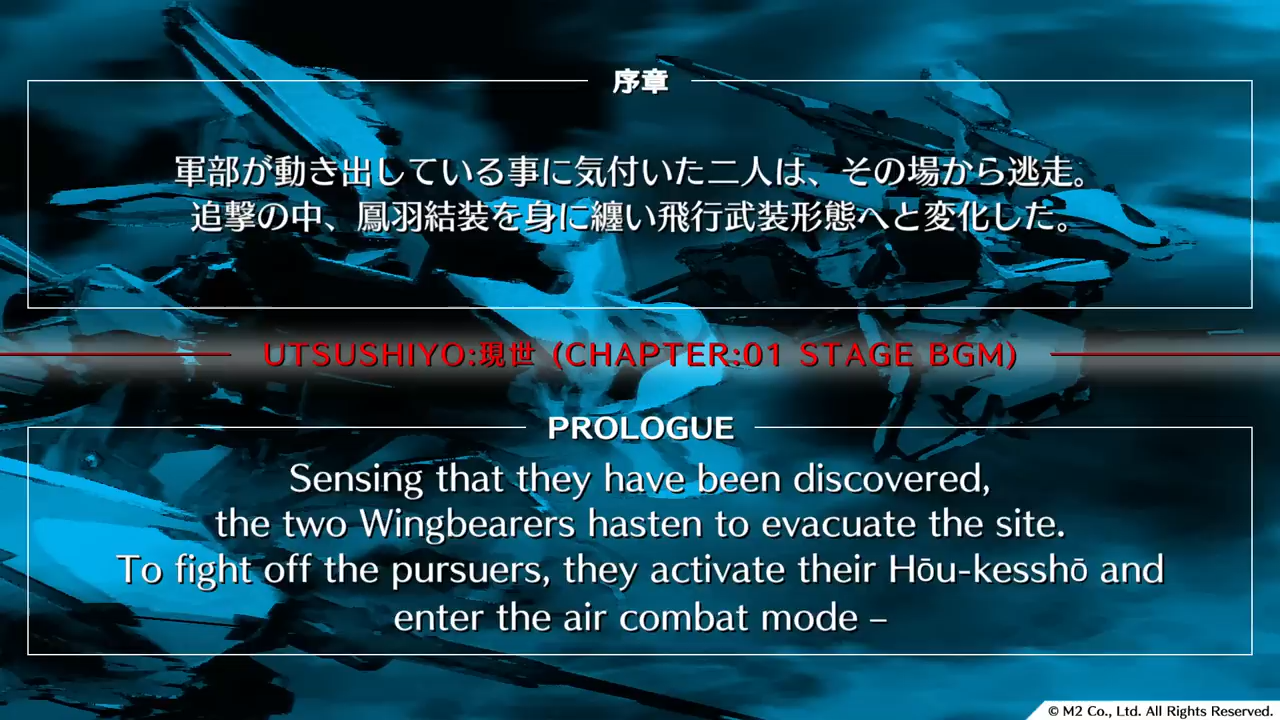 序章
軍部が動き出している事に気付いた二人は、その場から逃走。
追撃の中、鳳羽結装を身に纏い飛行武装形態へと変化した。
UTSUSHIYO:現世 (CHAPTER:01 STAGE BGM)
PROLOGUE
Sensing that they have been discovered,
the two Wingbearers hasten to evacuate the site.
To fight off the pursuers, they activate their Hōu-kesshō and
enter the air combat mode –
© M2 Co., Ltd. All Rights Reserved.